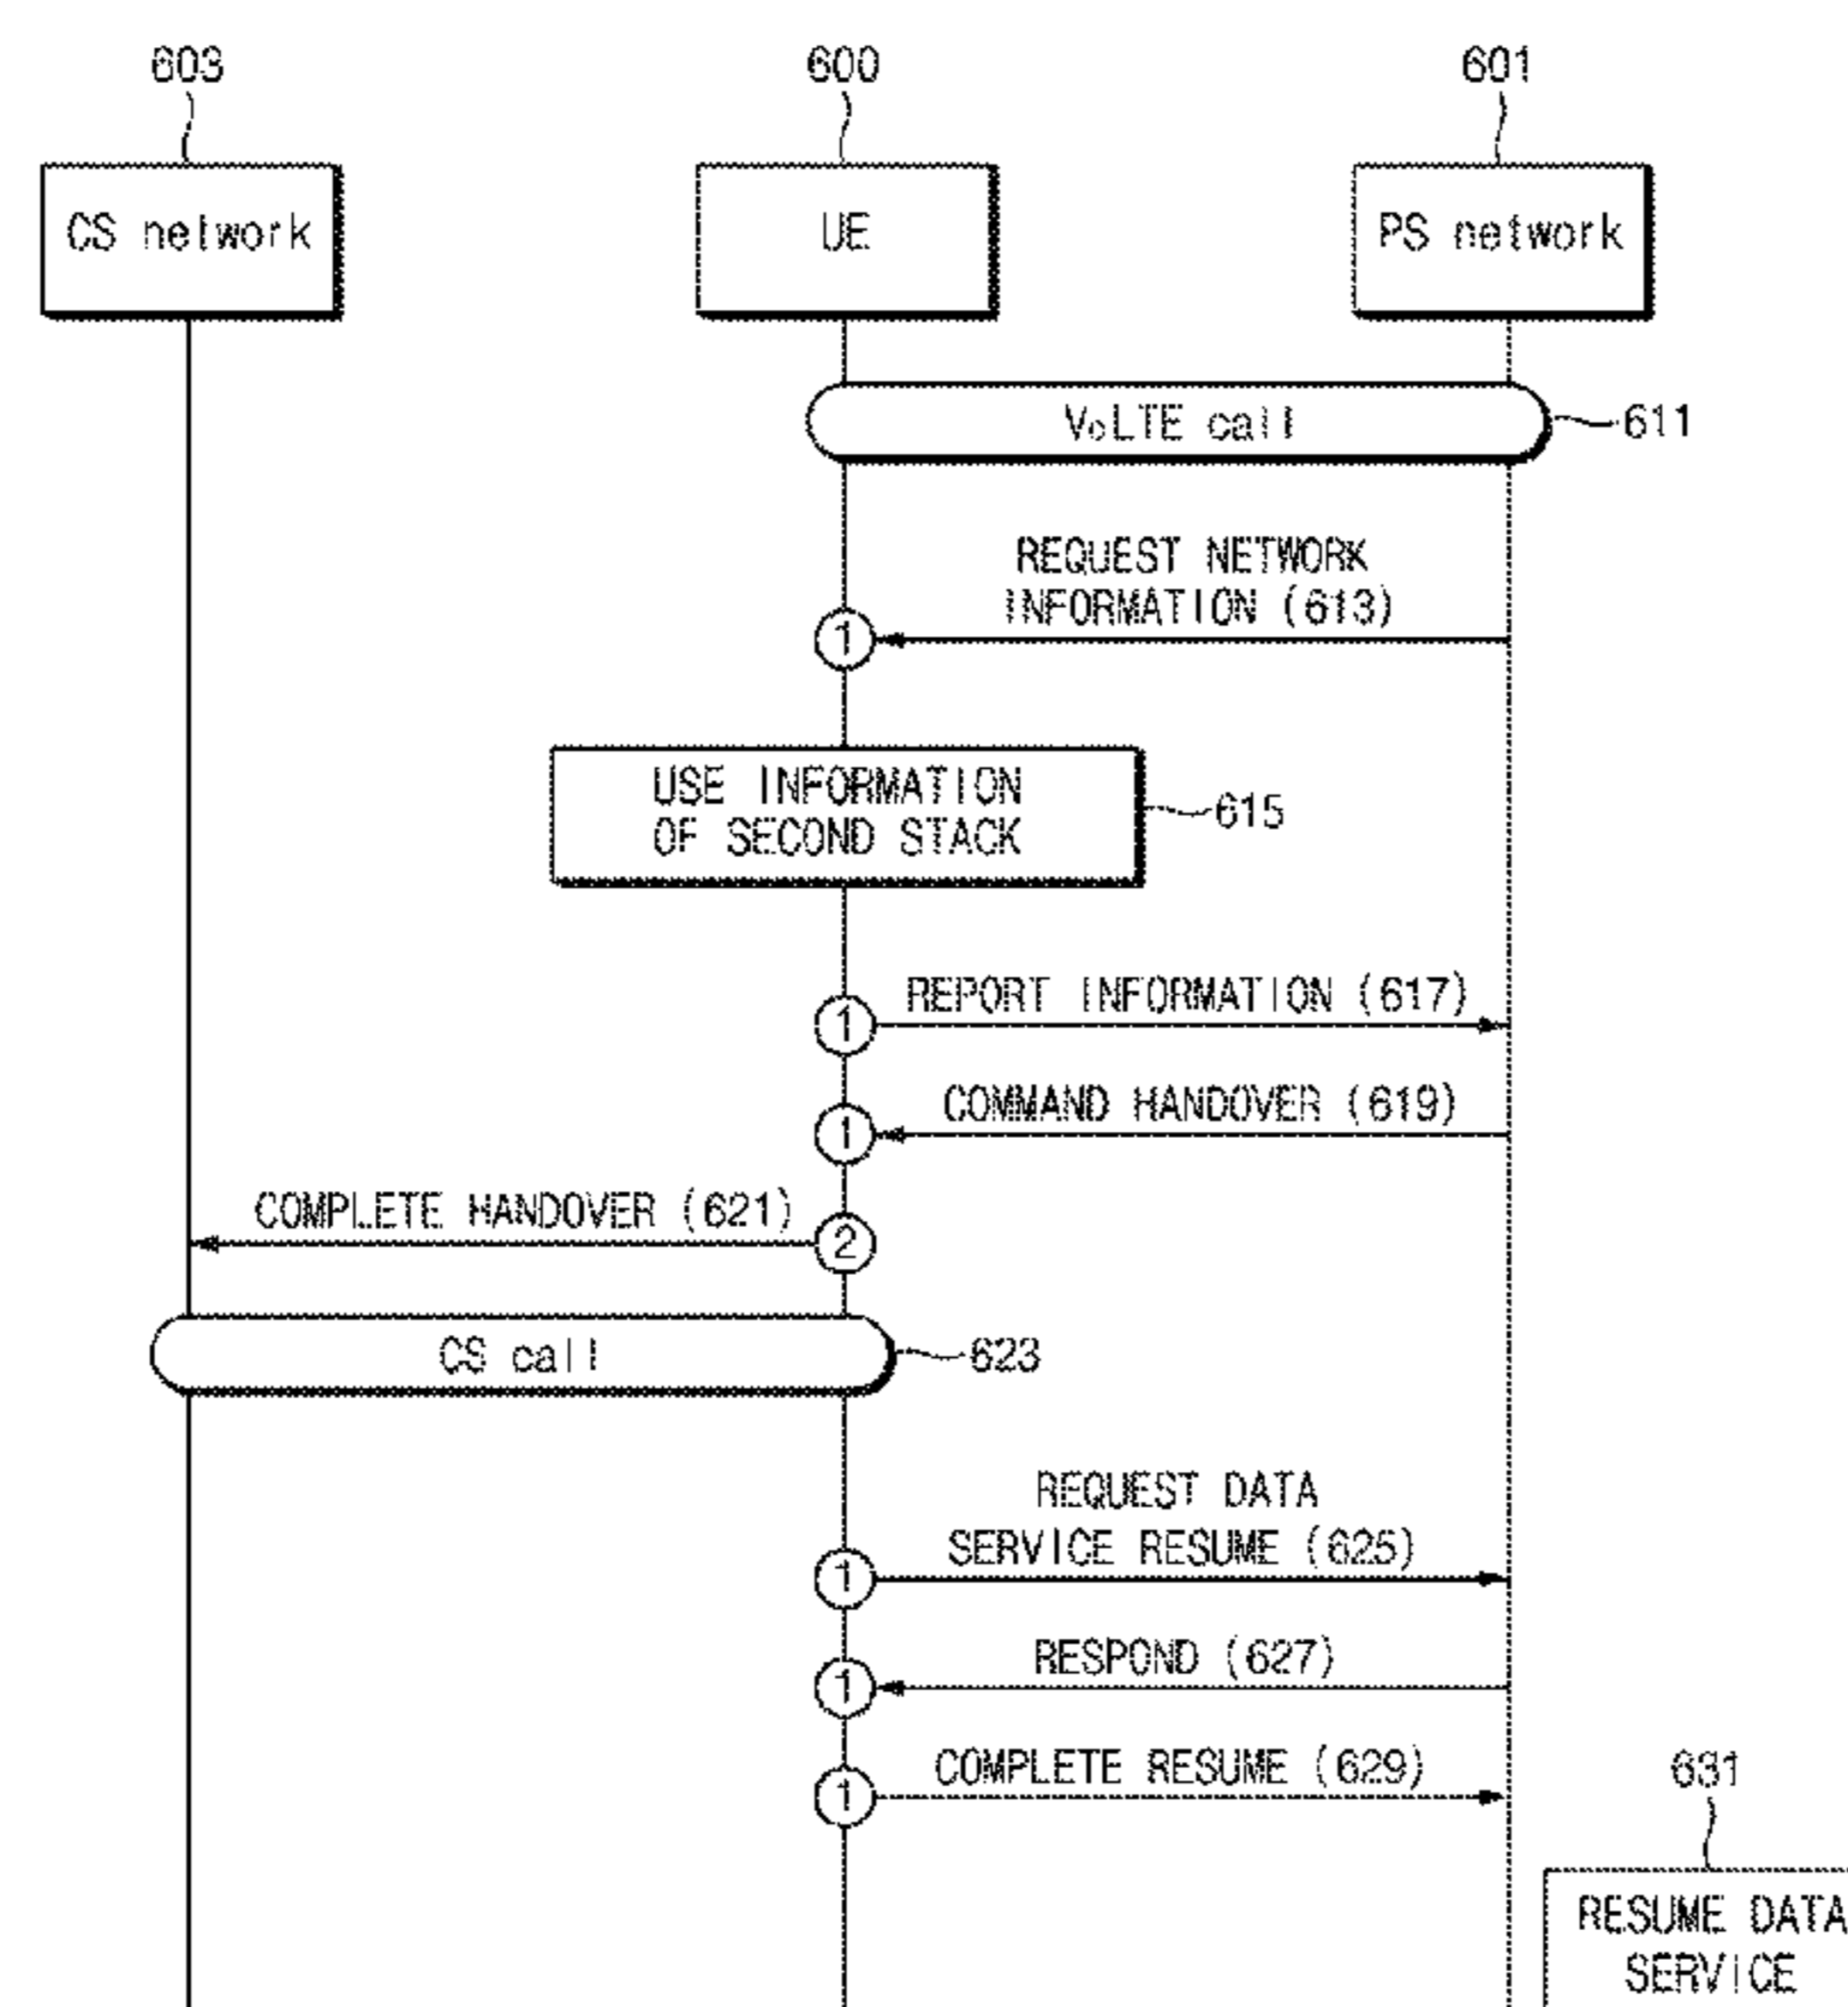 603
600
601
CS network
UE
PS network
VoLTE call
611
REQUEST NETWORK
INFORMATION (613)
1
USE INFORMATION
OF SECOND STACK
615
REPORT INFORMATION (617)
1
COMMAND HANDOVER (619)
1
COMPLETE HANDOVER (621)
2
CS call
623
REQUEST DATA
SERVICE RESUME (625)
1
RESPOND (627)
1
COMPLETE RESUME (629)
1
631
RESUME DATA
SERVICE